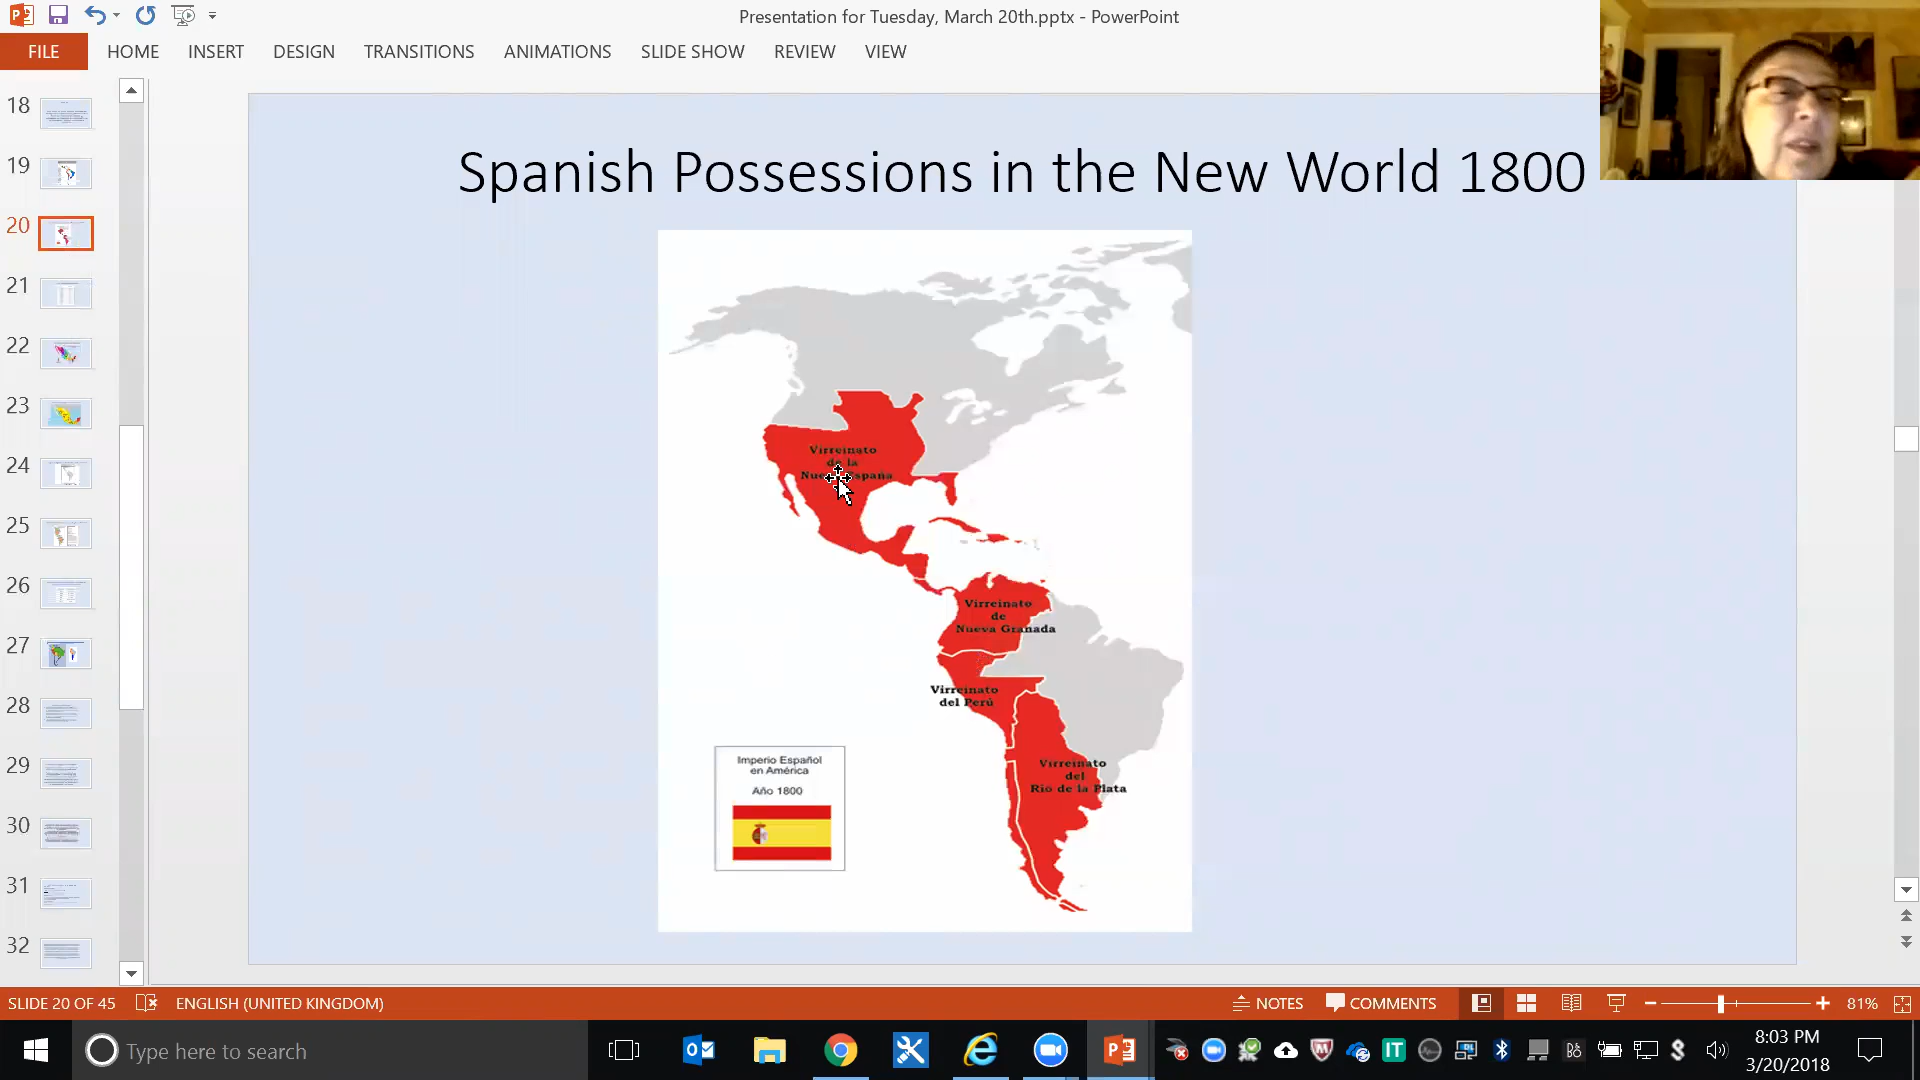 Presentation for Tuesday, March 20th.pptx - PowerPoint
FILE HOME INSERT DESIGN TRANSITIONS ANIMATIONS SLIDE SHOW REVIEW VIEW
18
19
20
21
22
23
24
25
26
27
28
29
30
31
32
Spanish Possessions in the New World 1800
Virreinato
de la
Nueva España
Virreinato
de
Nueva Granada
Virreinato
del Perú
Virreinato
del
Rio de la Plata
Imperio Español
en América
Año 1800
SLIDE 20 OF 45 ENGLISH (UNITED KINGDOM) NOTES COMMENTS 81%
Type here to search
8:03 PM
3/20/2018